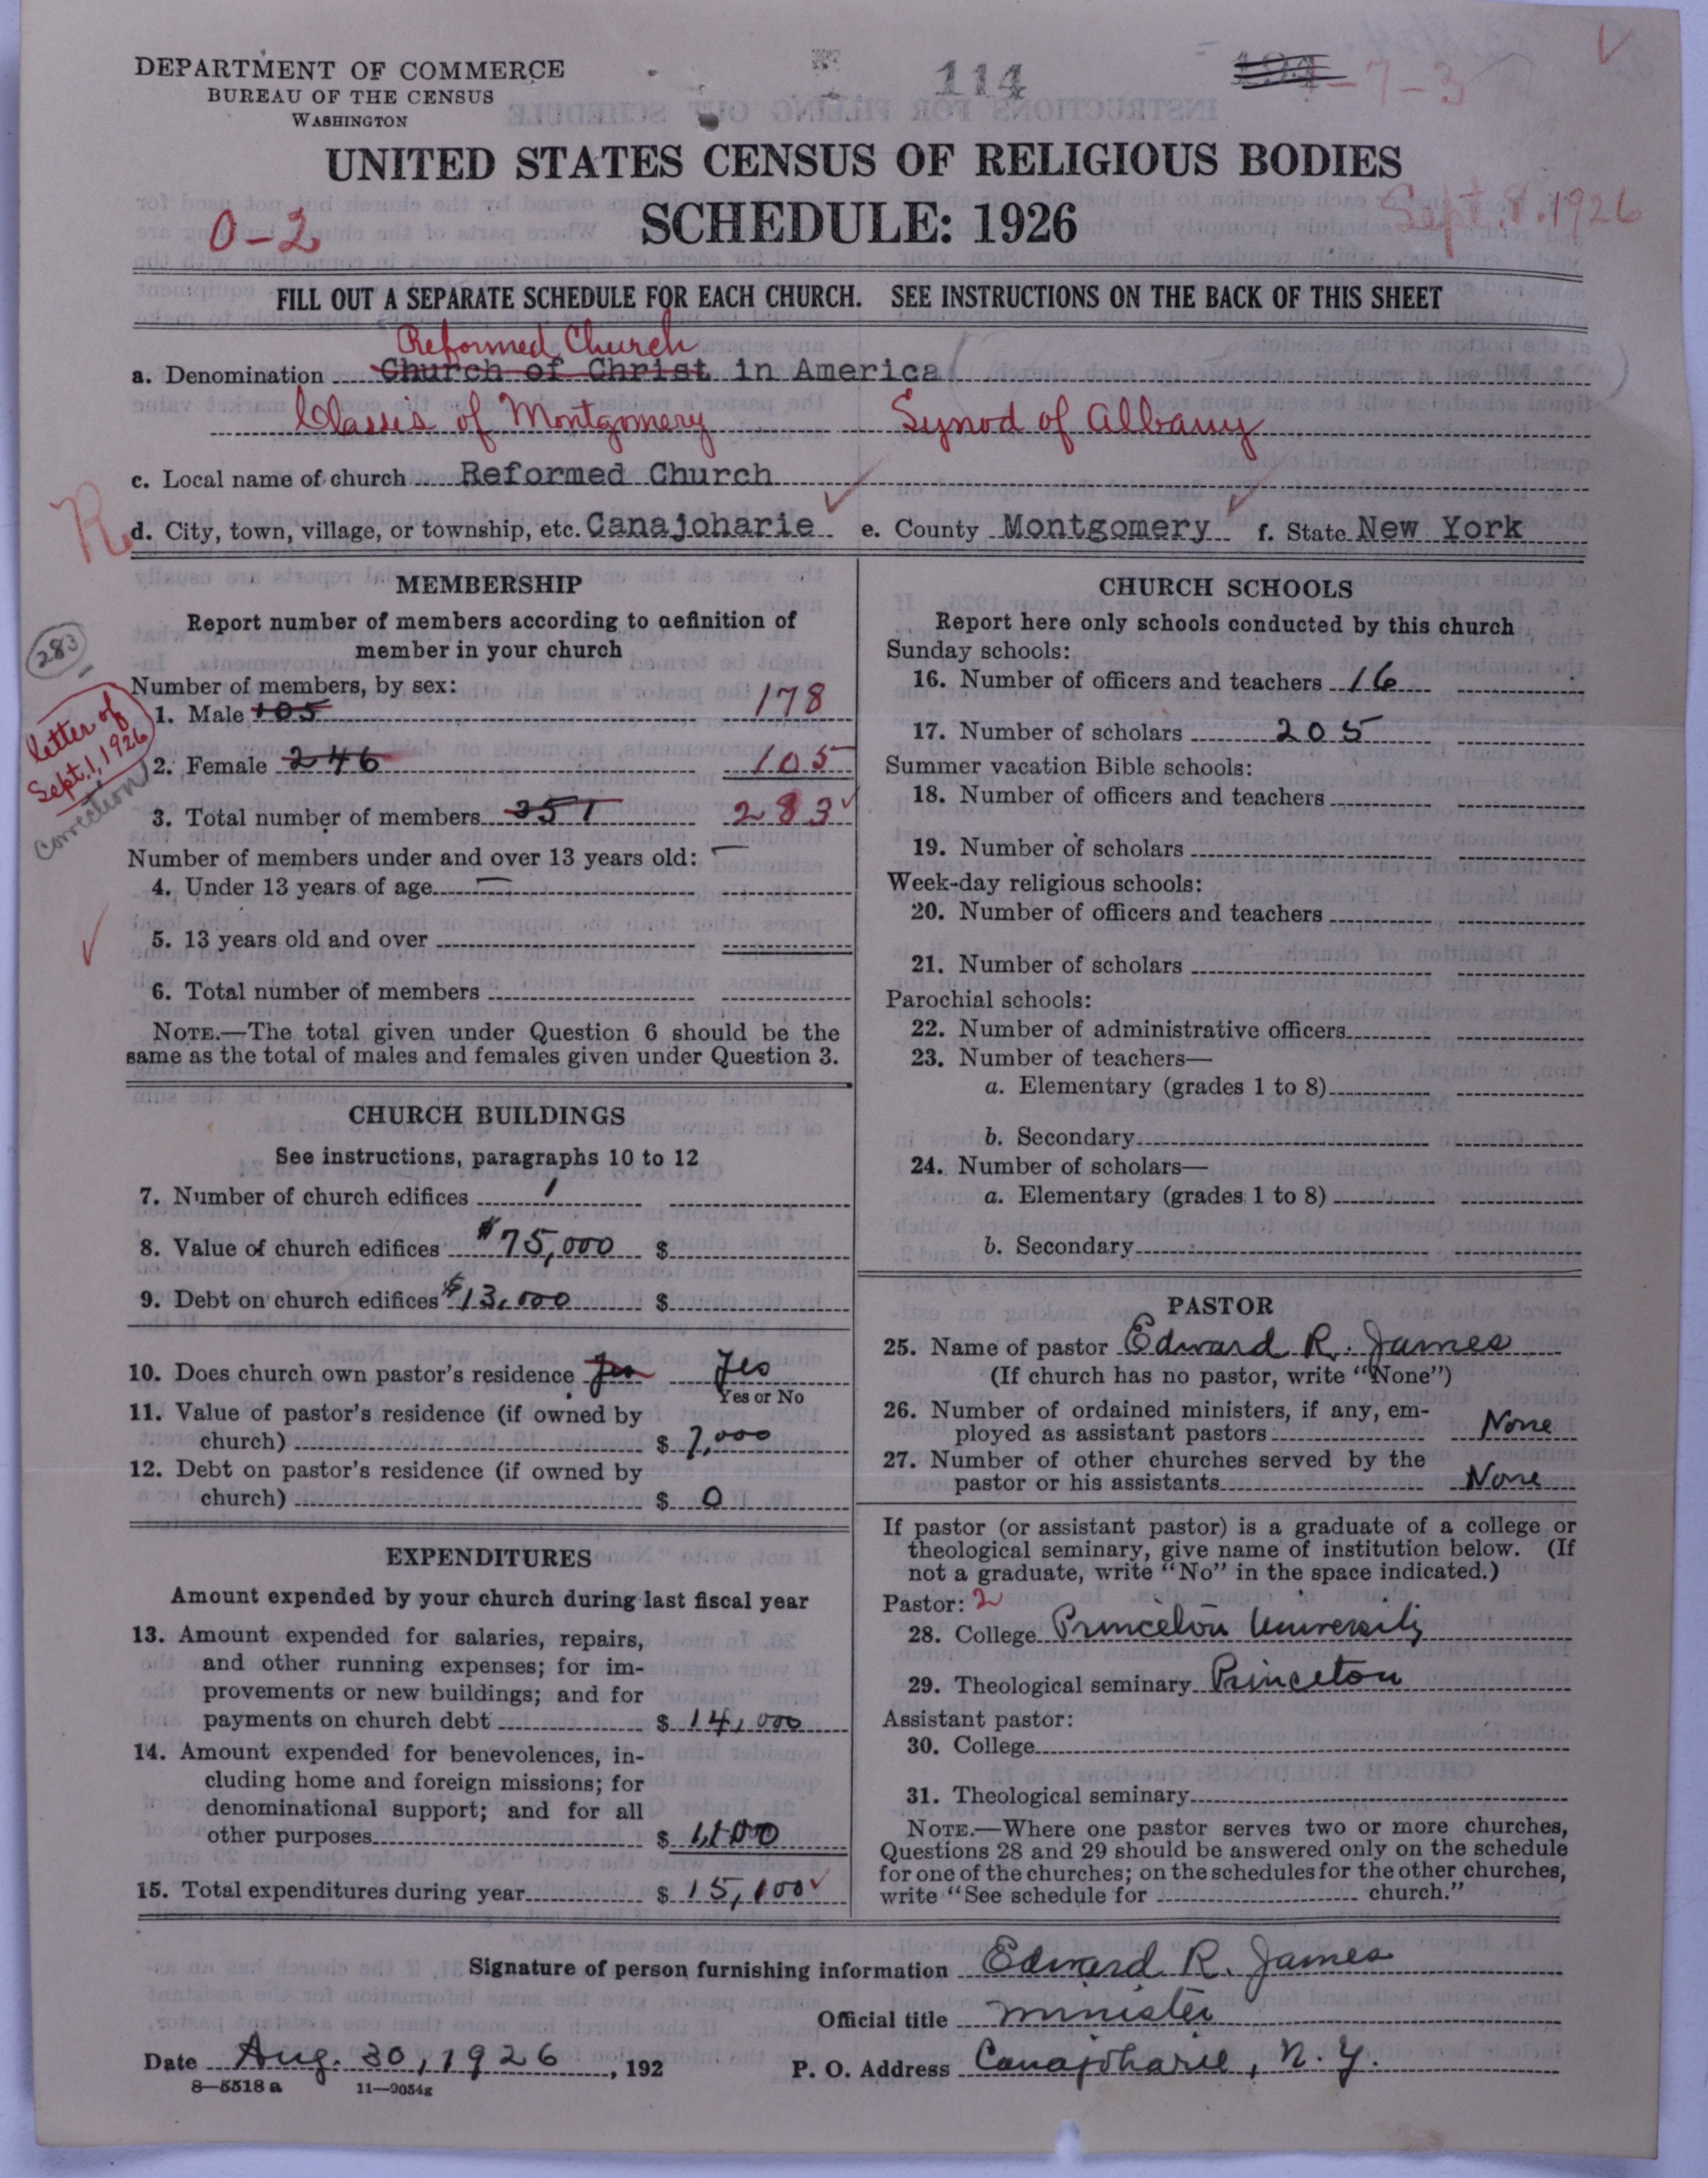 DEPARTMENT OF COMMERCE
BUREAU OF THE CENSUS
WASHINGTON
114
-7-3
UNITED STATES CENSUS OF RELIGIOUS BODIES
SCHEDULE: 1926
0-2
Sept. 8. 1926
FILL OUT A SEPARATE SCHEDULE FOR EACH CHURCH. SEE INSTRUCTIONS ON THE BACK OF THIS SHEET
Reformed Church
a. Denomination Church of Christ in America
Classis of Montgomery Synod of Albany
c. Local name of church Reformed Church
R
d. City, town, village, or township, etc. Canajoharie e. County Montgomery f. State New York
MEMBERSHIP
Report number of members according to definition of
member in your church
283
letter of
Sept. 1, 1926
correction
Number of members, by sex:
1. Male 105 178
2. Female 246 105
3. Total number of members 351 283
Number of members under and over 13 years old: —
4. Under 13 years of age —
5. 13 years old and over
6. Total number of members
NOTE.—The total given under Question 6 should be the
same as the total of males and females given under Question 3.
CHURCH BUILDINGS
See instructions, paragraphs 10 to 12
7. Number of church edifices 1
8. Value of church edifices $75,000 $
9. Debt on church edifices $13,000 $
10. Does church own pastor's residence Yes Yes
Yes or No
11. Value of pastor's residence (if owned by
church) $ 7,000
12. Debt on pastor's residence (if owned by
church) $ 0
EXPENDITURES
Amount expended by your church during last fiscal year
13. Amount expended for salaries, repairs,
and other running expenses; for im-
provements or new buildings; and for
payments on church debt $ 14,000
14. Amount expended for benevolences, in-
cluding home and foreign missions; for
denominational support; and for all
other purposes $ 1,100
15. Total expenditures during year $ 15,100
CHURCH SCHOOLS
Report here only schools conducted by this church
Sunday schools:
16. Number of officers and teachers 16
17. Number of scholars 205
Summer vacation Bible schools:
18. Number of officers and teachers
19. Number of scholars
Week-day religious schools:
20. Number of officers and teachers
21. Number of scholars
Parochial schools:
22. Number of administrative officers
23. Number of teachers—
a. Elementary (grades 1 to 8)
b. Secondary
24. Number of scholars—
a. Elementary (grades 1 to 8)
b. Secondary
PASTOR
25. Name of pastor Edward R. James
(If church has no pastor, write "None")
26. Number of ordained ministers, if any, em-
ployed as assistant pastors None
27. Number of other churches served by the
pastor or his assistants None
If pastor (or assistant pastor) is a graduate of a college or
theological seminary, give name of institution below. (If
not a graduate, write "No" in the space indicated.)
Pastor: 2
28. College Princeton University
29. Theological seminary Princeton
Assistant pastor:
30. College
31. Theological seminary
NOTE.—Where one pastor serves two or more churches,
Questions 28 and 29 should be answered only on the schedule
for one of the churches; on the schedules for the other churches,
write "See schedule for church."
Signature of person furnishing information Edward R. James
Official title Minister
Date Aug. 30, 1926, 192 P. O. Address Canajoharie, N. Y.
8—5518 a 11—9054g